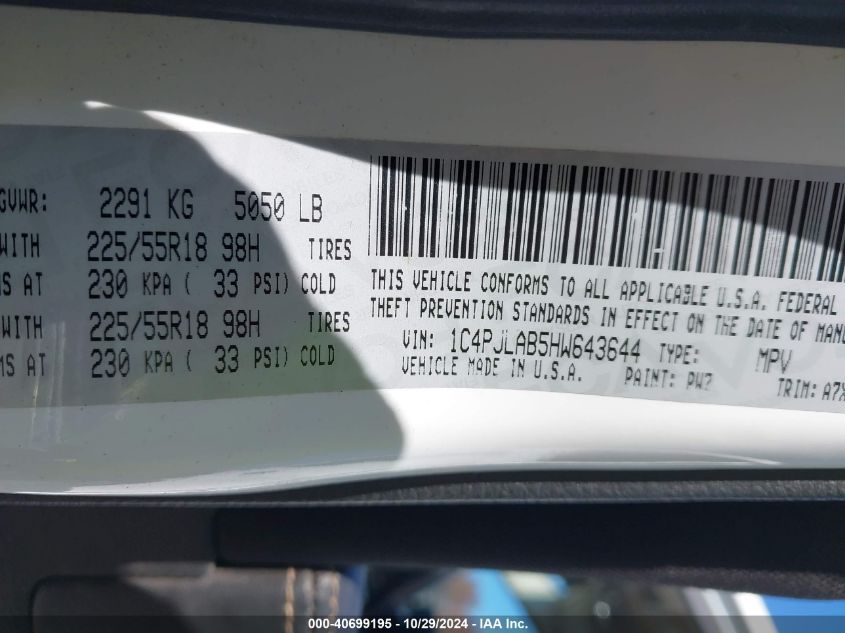 GVWR: 2291 KG 5050 LB
WITH 225/55R18 98H TIRES
MS AT 230 KPA ( 33 PSI) COLD
WITH 225/55R18 98H TIRES
MS AT 230 KPA ( 33 PSI) COLD
THIS VEHICLE CONFORMS TO ALL APPLICABLE U.S.A. FEDERAL
THEFT PREVENTION STANDARDS IN EFFECT ON THE DATE OF MANU
VIN: 1C4PJLAB5HW643644 TYPE: MPV
VEHICLE MADE IN U.S.A. PAINT: PW7 TRIM: A7X
000-40699195 - 10/29/2024 - IAA Inc.